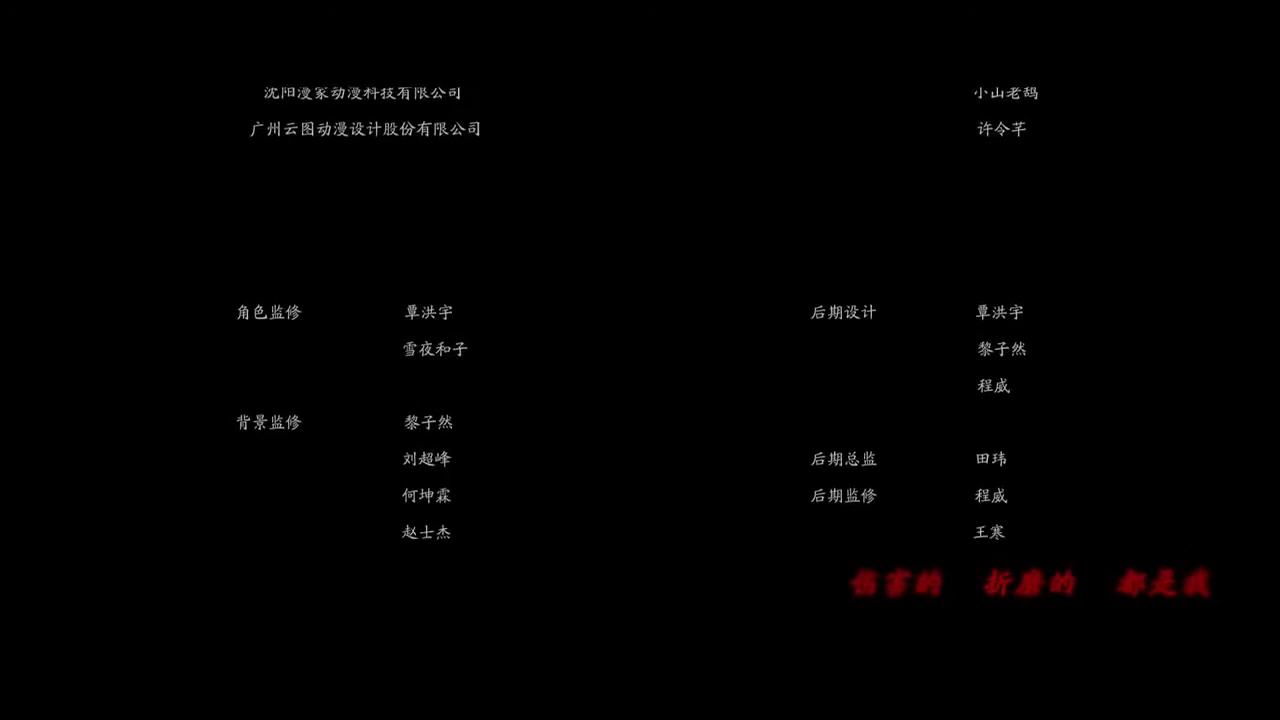 沈阳漫家动漫科技有限公司
小山老鸹
广州云图动漫设计股份有限公司
许令芊
角色监修 覃洪宇
雪夜和子
背景监修 黎子然
刘超峰
何坤霖
赵士杰
后期设计 覃洪宇
黎子然
程威
后期总监 田玮
后期监修 程威
王寒
伤害的 折磨的 都是我